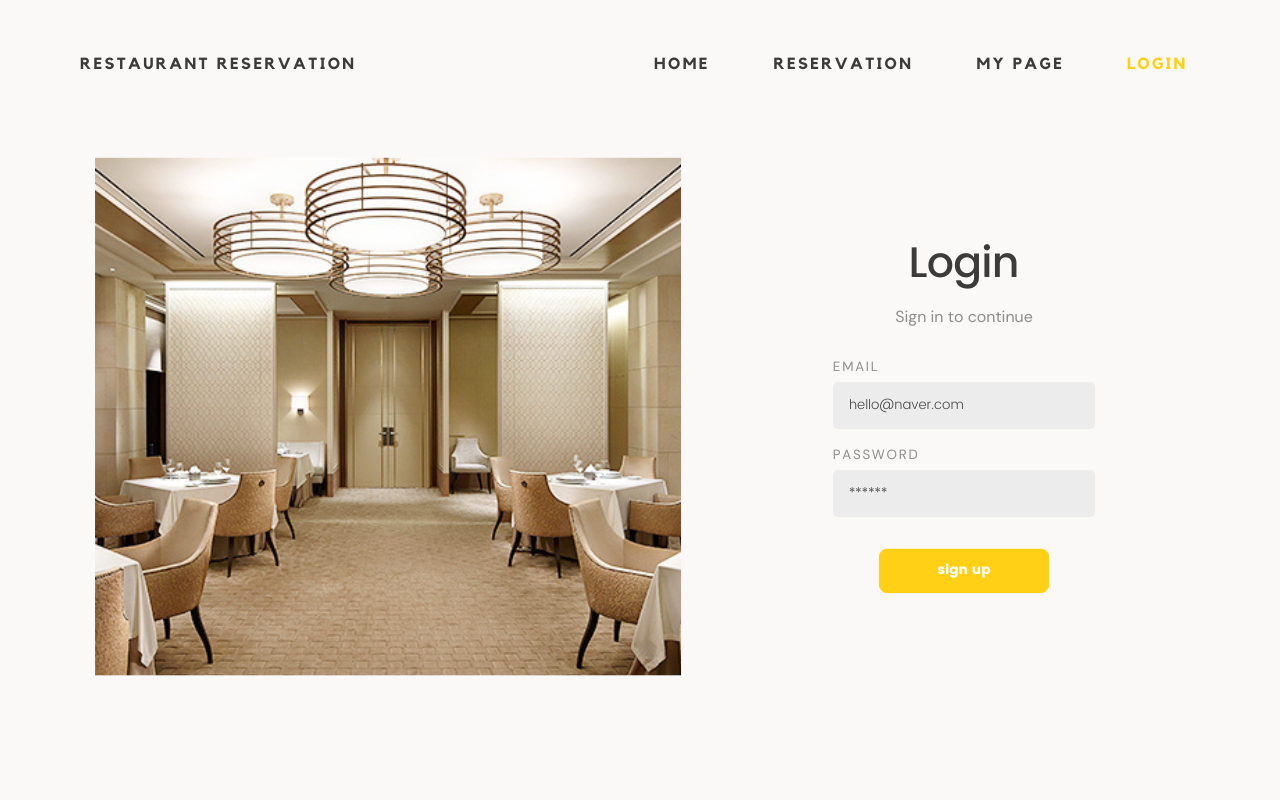 RESTAURANT RESERVATION
HOME RESERVATION MY PAGE LOGIN
Login
Sign in to continue
EMAIL
hello@naver.com
PASSWORD
******
sign up